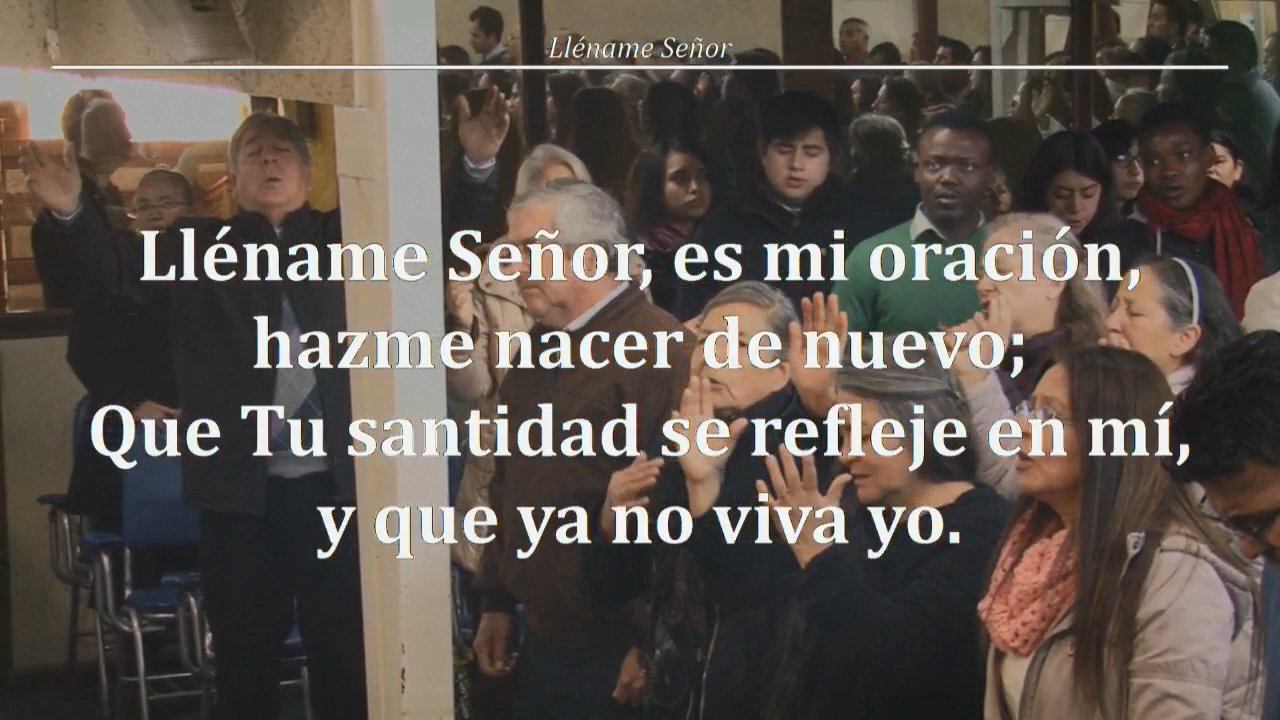 Lléname Señor
Lléname Señor, es mi oración,
hazme nacer de nuevo;
Que Tu santidad se refleje en mí,
y que ya no viva yo.